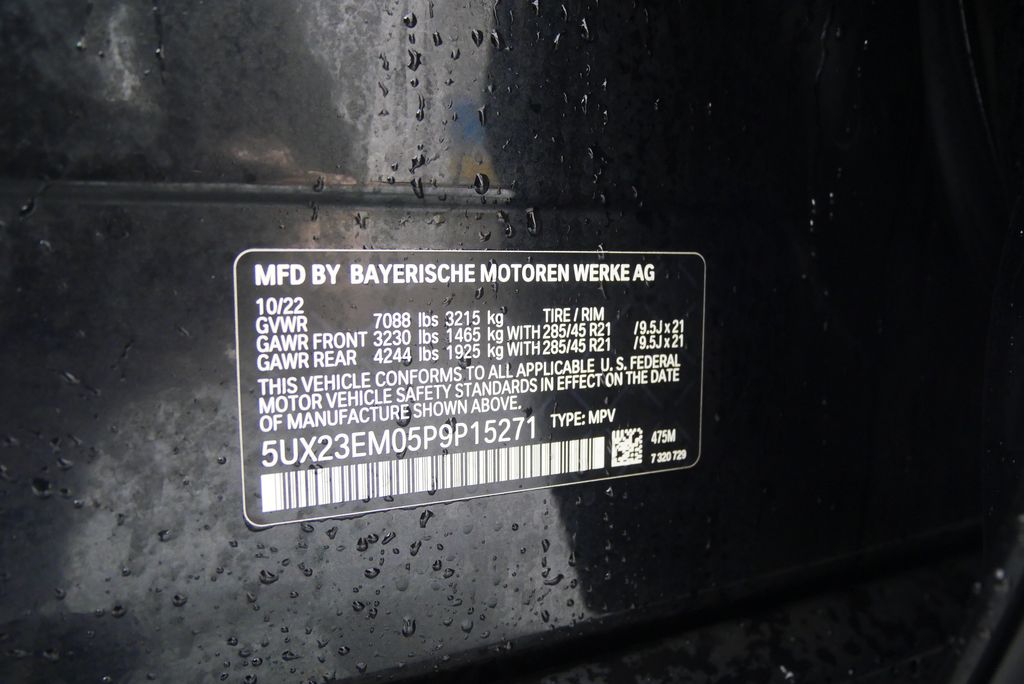 MFD BY BAYERISCHE MOTOREN WERKE AG
10/22
GVWR 7088 lbs 3215 kg TIRE / RIM
GAWR FRONT 3230 lbs 1465 kg WITH 285/45 R21 /9.5J x 21
GAWR REAR 4244 lbs 1925 kg WITH 285/45 R21 /9.5J x 21
THIS VEHICLE CONFORMS TO ALL APPLICABLE U. S. FEDERAL
MOTOR VEHICLE SAFETY STANDARDS IN EFFECT ON THE DATE
OF MANUFACTURE SHOWN ABOVE.
5UX23EM05P9P15271 TYPE: MPV
475M
7 320 729